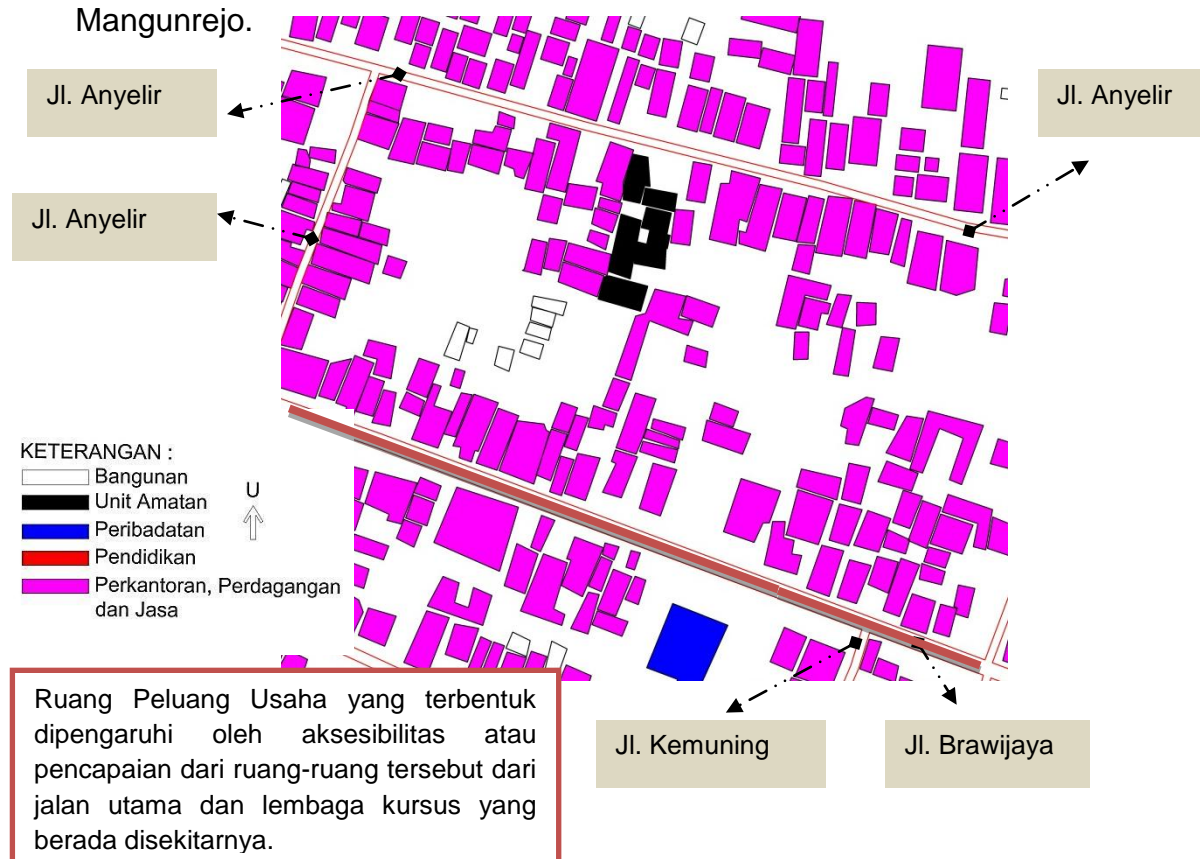 Mangunrejo.
Jl. Anyelir
Jl. Anyelir
Jl. Anyelir
KETERANGAN :
Bangunan
Unit Amatan
Peribadatan
Pendidikan
Perkantoran, Perdagangan
dan Jasa
U
Ruang Peluang Usaha yang terbentuk
dipengaruhi oleh aksesibilitas atau
pencapaian dari ruang-ruang tersebut dari
jalan utama dan lembaga kursus yang
berada disekitarnya.
Jl. Kemuning
Jl. Brawijaya